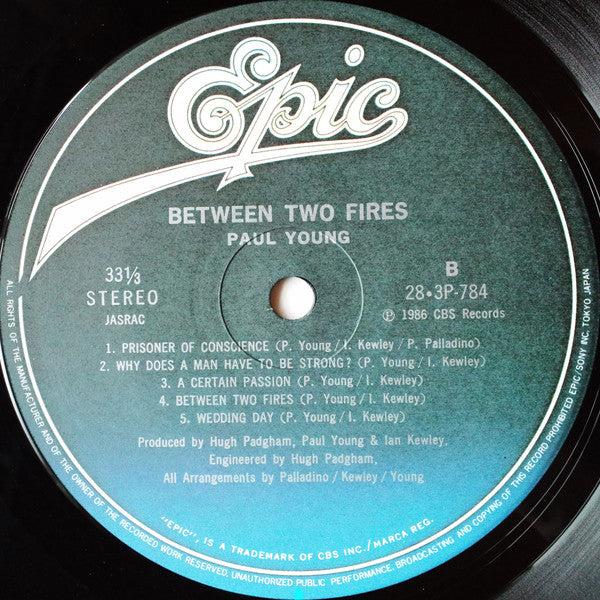 Epic
BETWEEN TWO FIRES
PAUL YOUNG
33⅓
STEREO
JASRAC
B
28•3P-784
Ⓟ 1986 CBS Records
1. PRISONER OF CONSCIENCE (P. Young/I. Kewley/P. Palladino)
2. WHY DOES A MAN HAVE TO BE STRONG? (P. Young/I. Kewley)
3. A CERTAIN PASSION (P. Young/I. Kewley)
4. BETWEEN TWO FIRES (P. Young/I. Kewley)
5. WEDDING DAY (P. Young/I. Kewley)
Produced by Hugh Padgham, Paul Young & Ian Kewley.
Engineered by Hugh Padgham.
All Arrangements by Palladino/Kewley/Young
"EPIC", IS A TRADEMARK OF CBS INC./MARCA REG.
ALL RIGHTS OF THE MANUFACTURER AND OF THE OWNER OF THE RECORDED WORK RESERVED. UNAUTHORIZED PUBLIC PERFORMANCE, BROADCASTING AND COPYING OF THIS RECORD PROHIBITED EPIC/SONY INC. TOKYO JAPAN